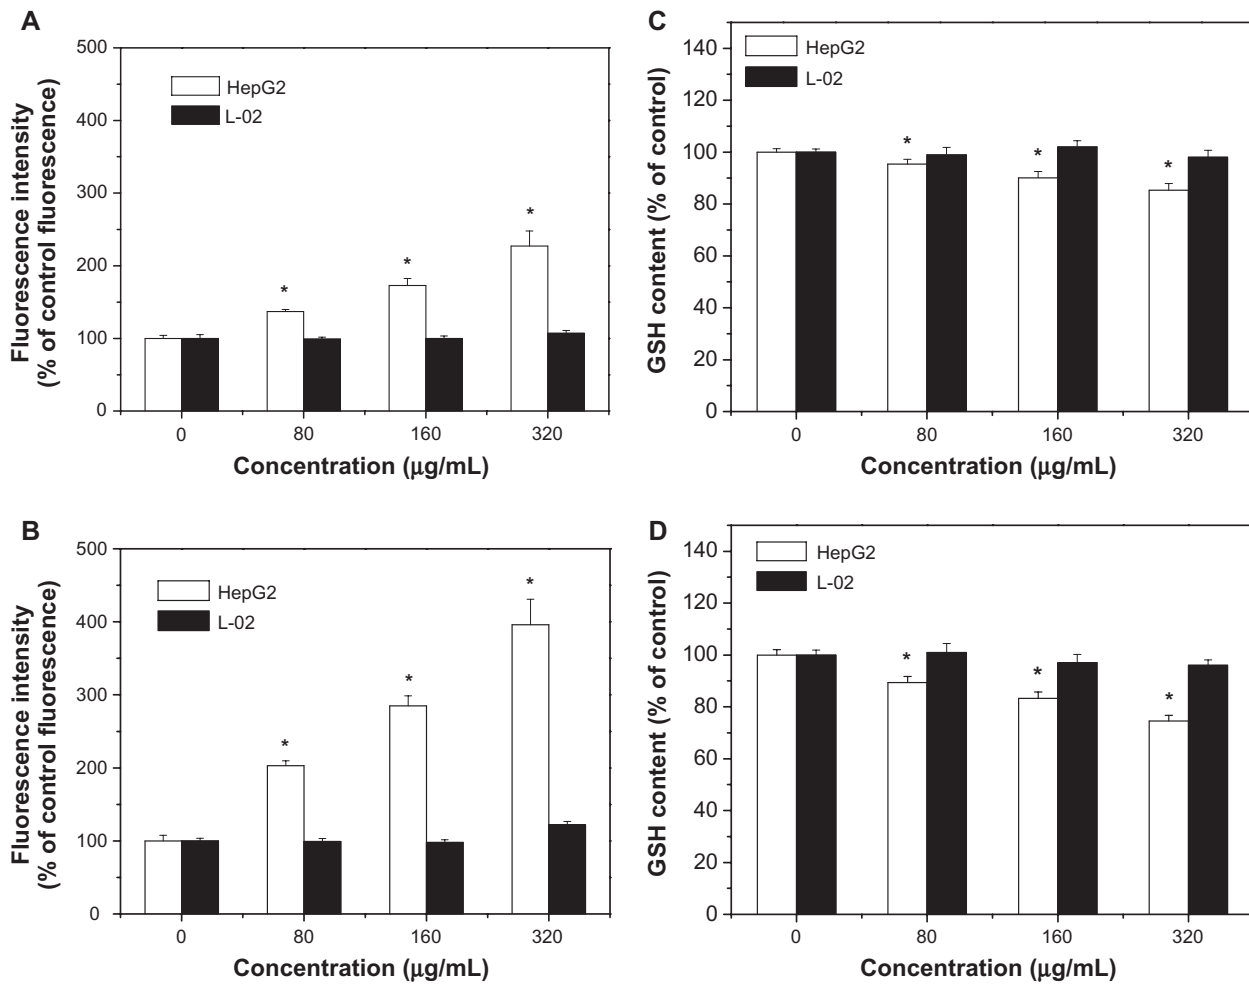 A
Fluorescence intensity
(% of control fluorescence)
500
400
300
200
100
0
HepG2
L-02
*
*
*
0 80 160 320
Concentration (μg/mL)
C
GSH content (% of control)
140
120
100
80
60
40
20
0
HepG2
L-02
*
*
*
0 80 160 320
Concentration (μg/mL)
B
Fluorescence intensity
(% of control fluorescence)
500
400
300
200
100
0
HepG2
L-02
*
*
*
0 80 160 320
Concentration (μg/mL)
D
GSH content (% of control)
140
120
100
80
60
40
20
0
HepG2
L-02
*
*
*
0 80 160 320
Concentration (μg/mL)